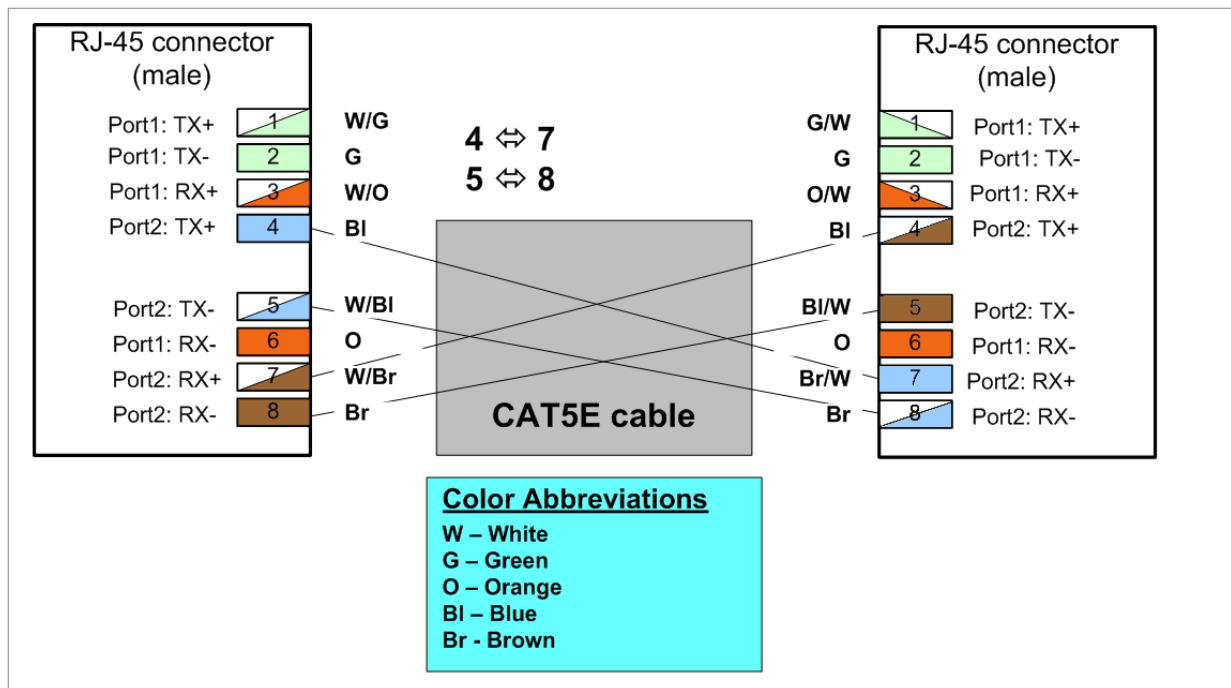 RJ-45 connector
(male)
Port1: TX+ 1 W/G
Port1: TX- 2 G
Port1: RX+ 3 W/O
Port2: TX+ 4 Bl
Port2: TX- 5 W/Bl
Port1: RX- 6 O
Port2: RX+ 7 W/Br
Port2: RX- 8 Br
4 ⇔ 7
5 ⇔ 8
CAT5E cable
RJ-45 connector
(male)
G/W 1 Port1: TX+
G 2 Port1: TX-
O/W 3 Port1: RX+
Bl 4 Port2: TX+
Bl/W 5 Port2: TX-
O 6 Port1: RX-
Br/W 7 Port2: RX+
Br 8 Port2: RX-
Color Abbreviations
W – White
G – Green
O – Orange
Bl – Blue
Br - Brown